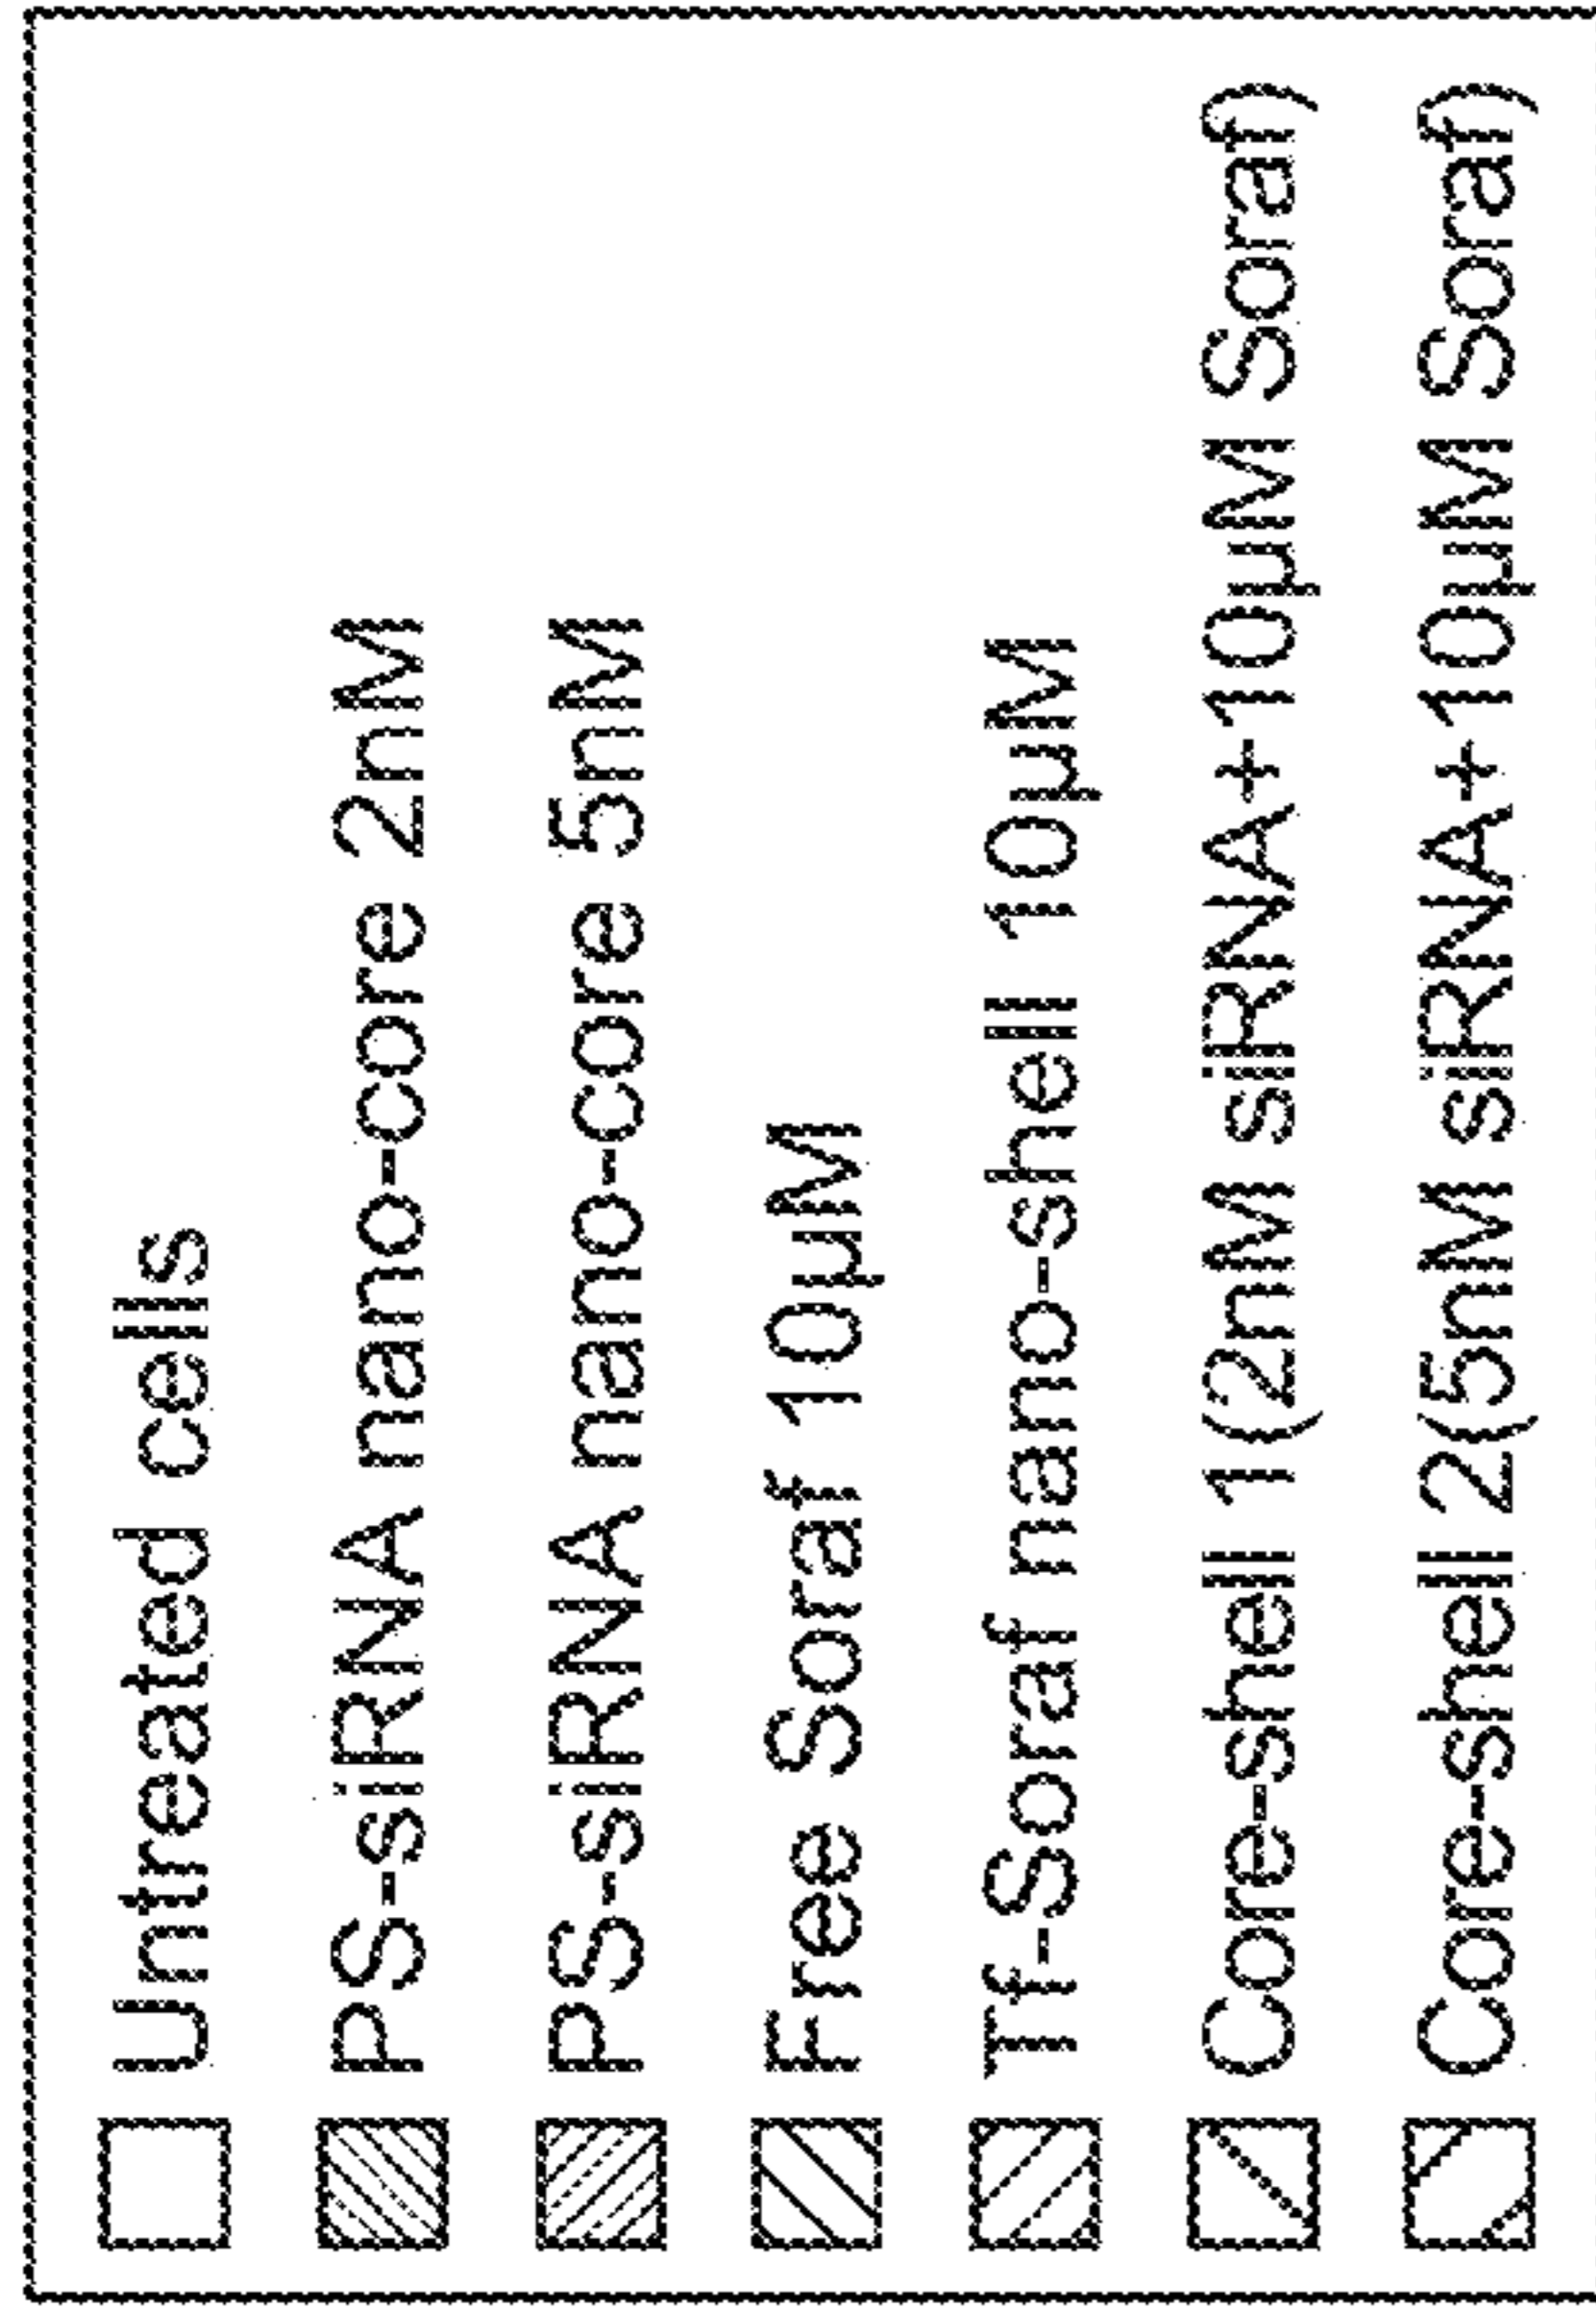 Untreated cells
PS-siRNA nano-core 2nM
PS-siRNA nano-core 5nM
Free Soraf 10µM
Tf-Soraf nano-shell 10µM
Core-shell 1(2nM siRNA+10µM Soraf)
Core-shell 2(5nM siRNA+10µM Soraf)